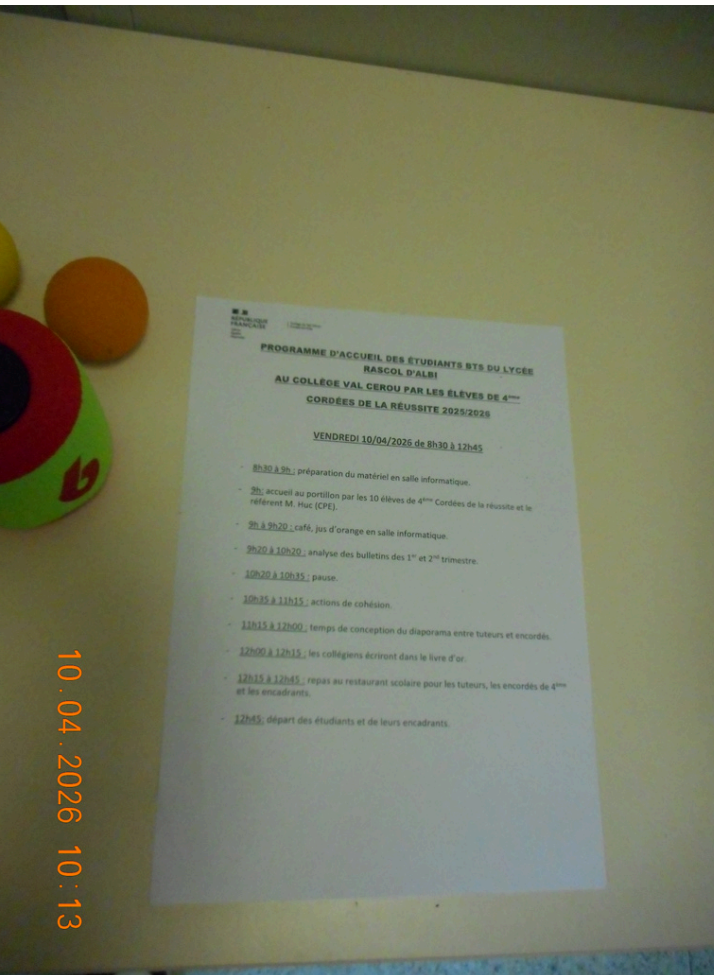 RÉPUBLIQUE
FRANÇAISE
PROGRAMME D'ACCUEIL DES ÉTUDIANTS BTS DU LYCÉE
RASCOL D'ALBI
AU COLLÈGE VAL CEROU PAR LES ÉLÈVES DE 4ème
CORDÉES DE LA RÉUSSITE 2025/2026
VENDREDI 10/04/2026 de 8h30 à 12h45
- 8h30 à 9h : préparation du matériel en salle informatique.
- 9h: accueil au portillon par les 10 élèves de 4ème Cordées de la réussite et le
référent M. Huc (CPE).
- 9h à 9h20 : café, jus d'orange en salle informatique.
- 9h20 à 10h20 : analyse des bulletins des 1er et 2nd trimestre.
- 10h20 à 10h35 : pause.
- 10h35 à 11h15 : actions de cohésion.
- 11h15 à 12h00 : temps de conception du diaporama entre tuteurs et encordés.
- 12h00 à 12h15 : les collégiens écriront dans le livre d'or.
- 12h15 à 12h45 : repas au restaurant scolaire pour les tuteurs, les encordés de 4ème
et les encadrants.
- 12h45: départ des étudiants et de leurs encadrants.
10.04.2026 10:13